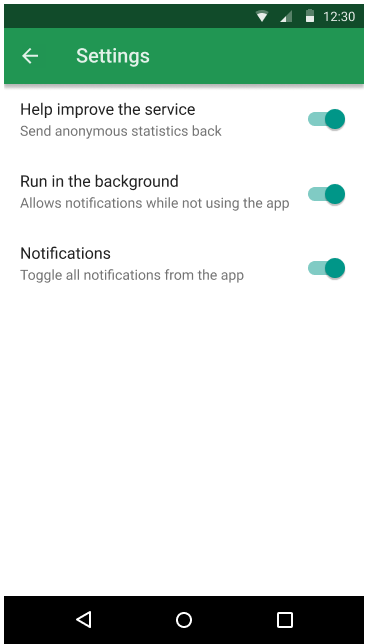 12:30
Settings
Help improve the service
Send anonymous statistics back
Run in the background
Allows notifications while not using the app
Notifications
Toggle all notifications from the app